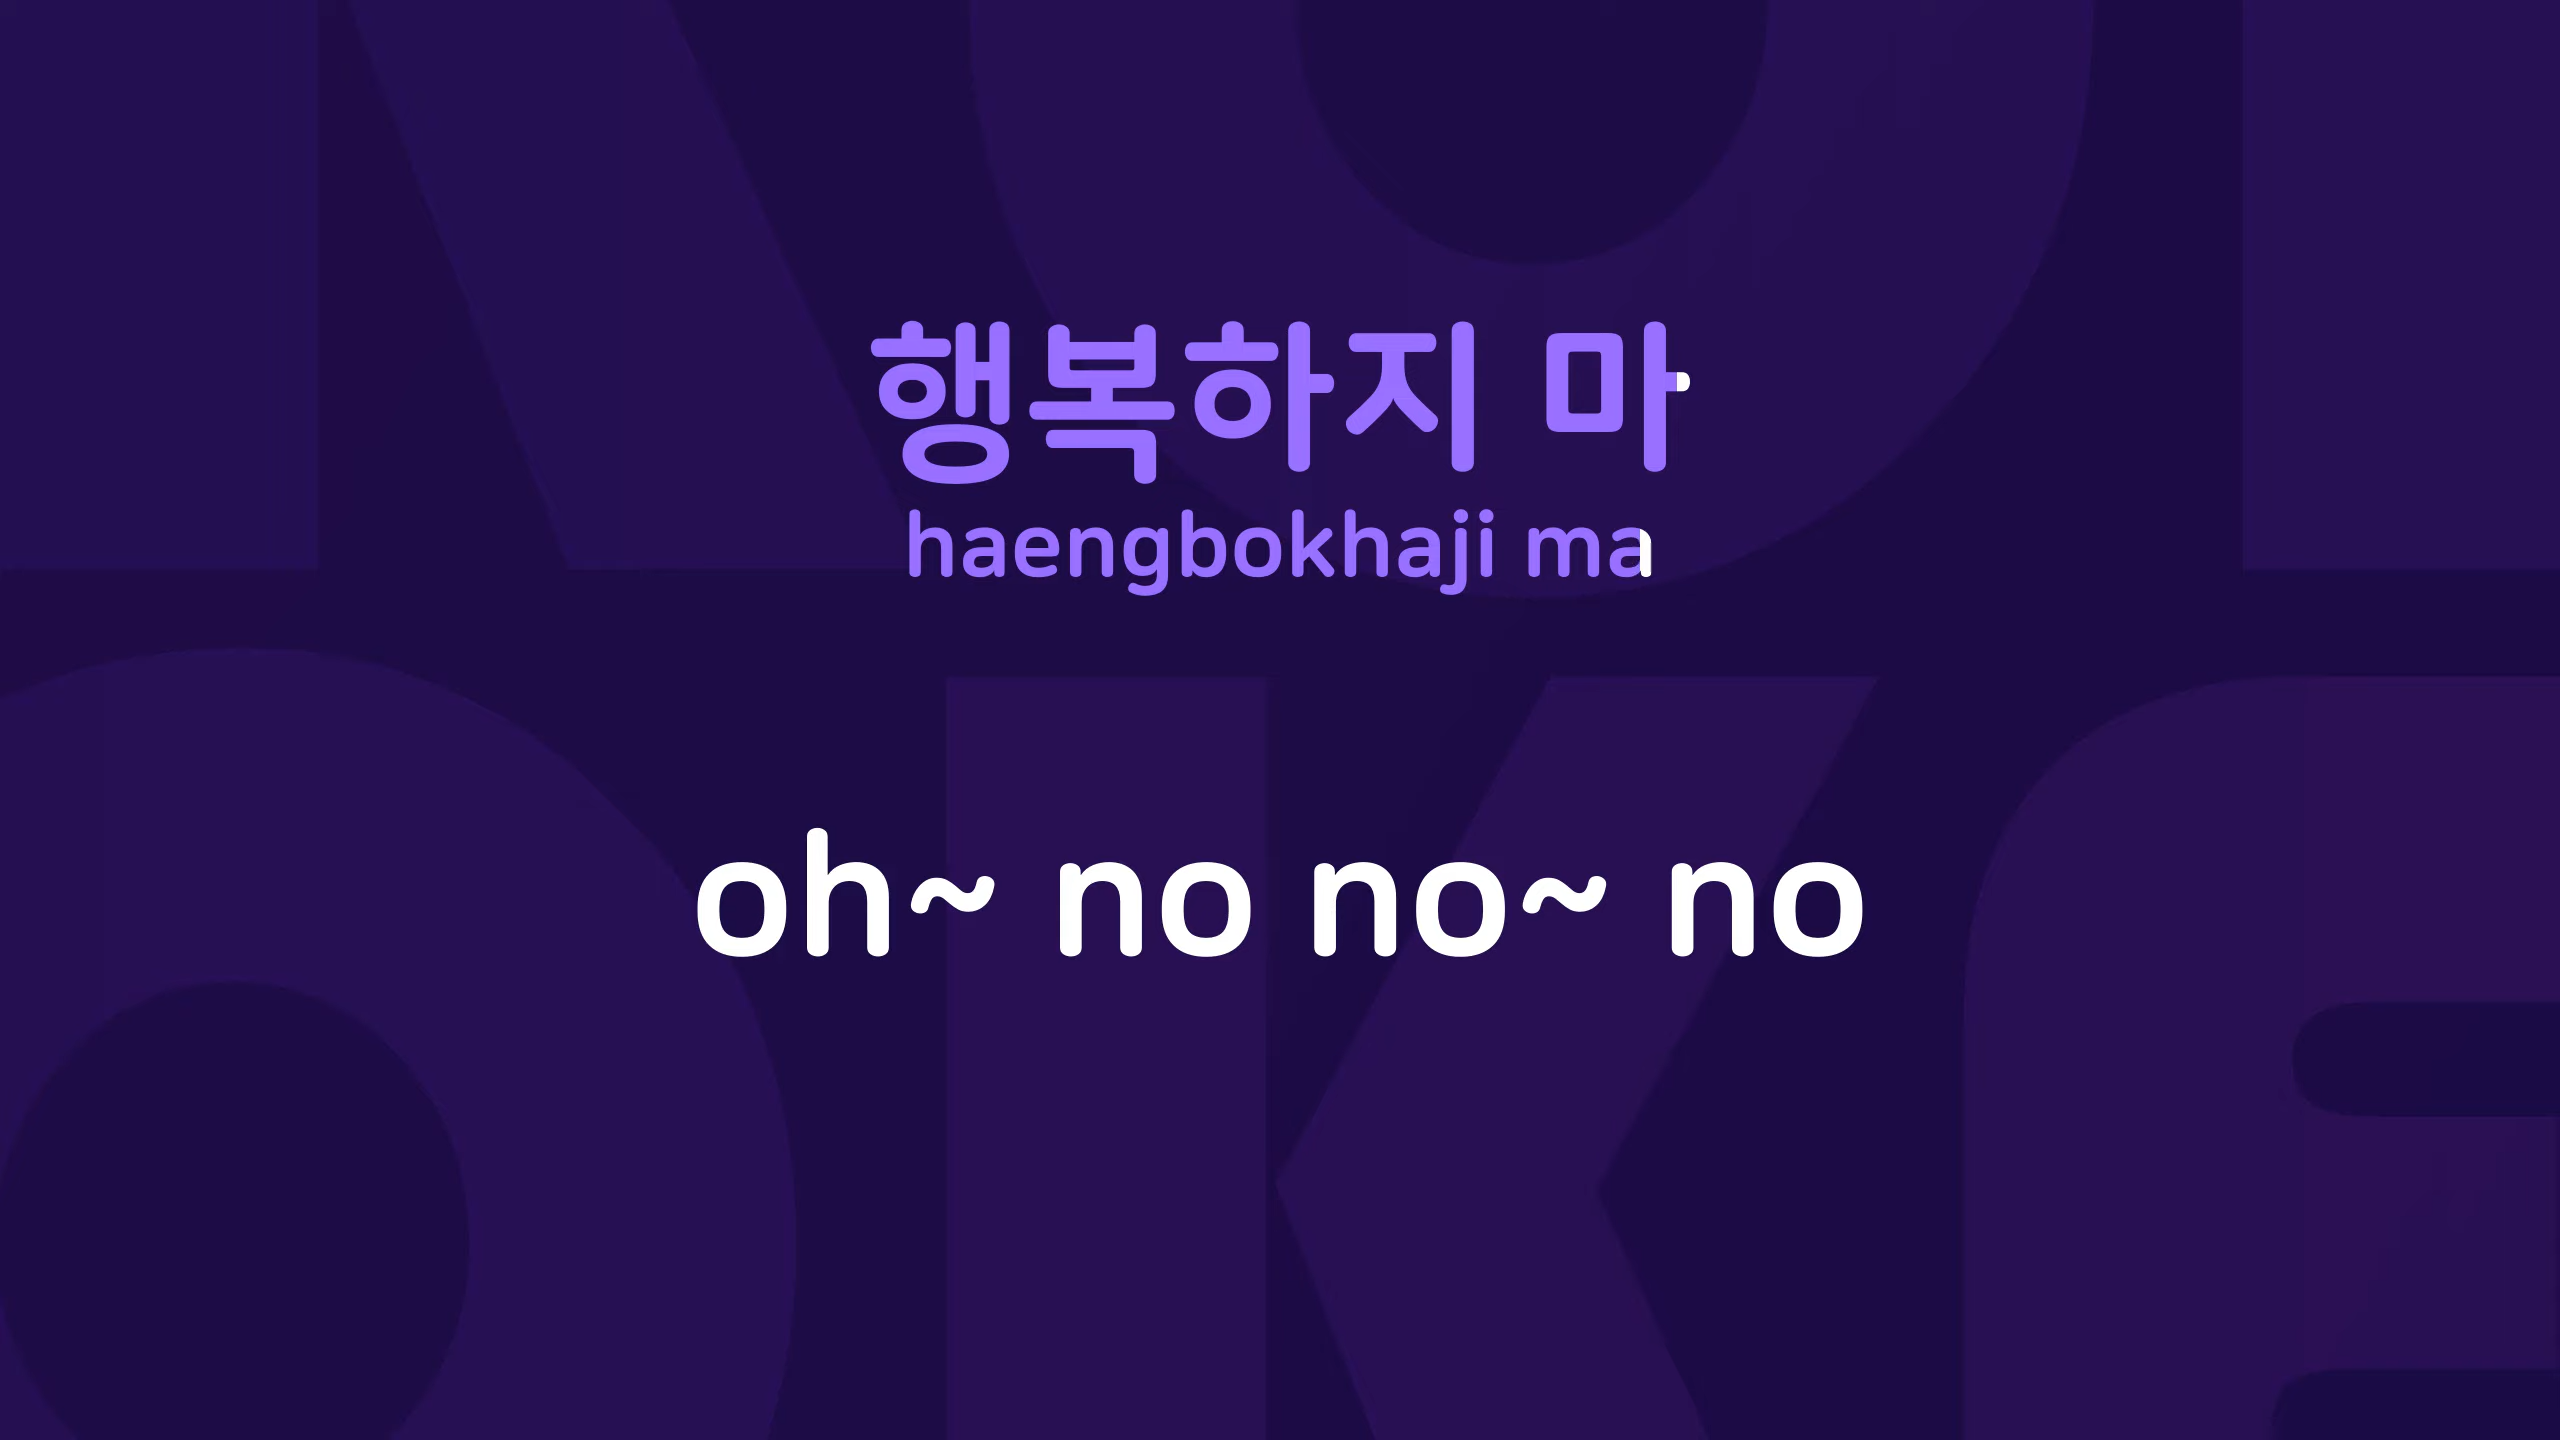 행복하지 마
haengbokhaji ma
oh~ no no~ no